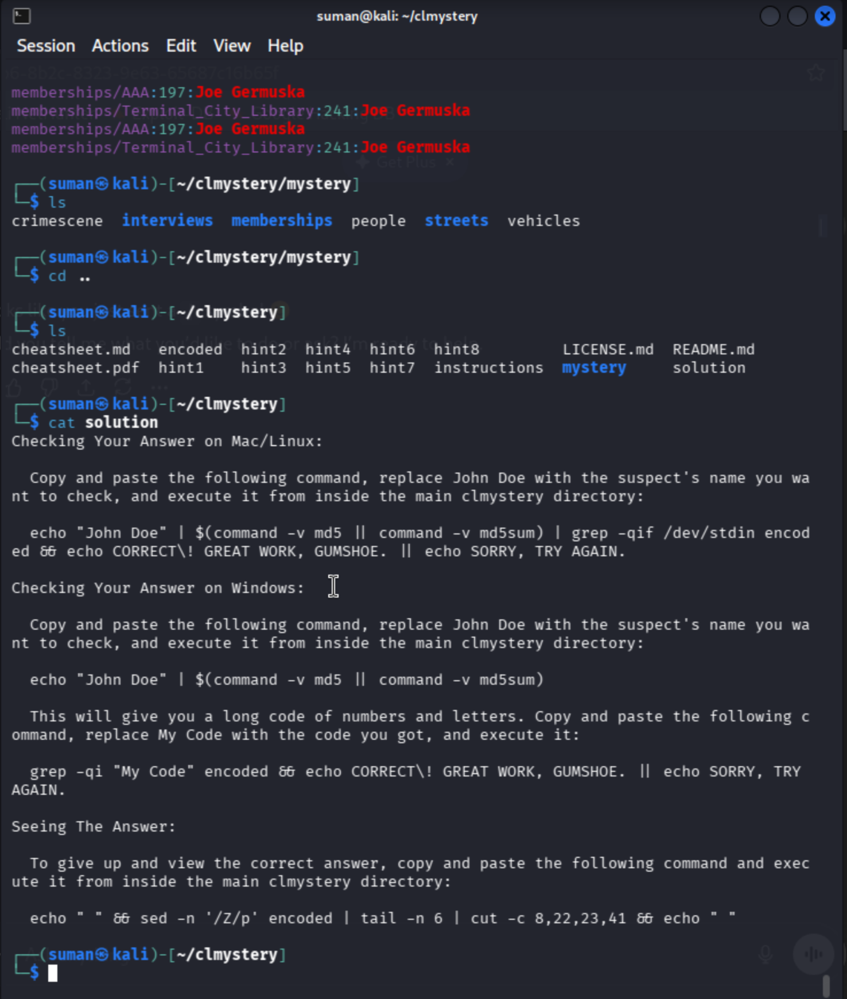 suman@kali: ~/clmystery
Session Actions Edit View Help
memberships/AAA:197:Joe Germuska
memberships/Terminal_City_Library:241:Joe Germuska
memberships/AAA:197:Joe Germuska
memberships/Terminal_City_Library:241:Joe Germuska
Get Plus ×
┌──(suman㉿kali)-[~/clmystery/mystery]
└─$ ls
crimescene interviews memberships people streets vehicles
┌──(suman㉿kali)-[~/clmystery/mystery]
└─$ cd ..
┌──(suman㉿kali)-[~/clmystery]
└─$ ls
cheatsheet.md encoded hint2 hint4 hint6 hint8 LICENSE.md README.md
cheatsheet.pdf hint1 hint3 hint5 hint7 instructions mystery solution
┌──(suman㉿kali)-[~/clmystery]
└─$ cat solution
Checking Your Answer on Mac/Linux:
Copy and paste the following command, replace John Doe with the suspect's name you wa
nt to check, and execute it from inside the main clmystery directory:
echo "John Doe" | $(command -v md5 || command -v md5sum) | grep -qif /dev/stdin encod
ed && echo CORRECT\! GREAT WORK, GUMSHOE. || echo SORRY, TRY AGAIN.
Checking Your Answer on Windows:
Copy and paste the following command, replace John Doe with the suspect's name you wa
nt to check, and execute it from inside the main clmystery directory:
echo "John Doe" | $(command -v md5 || command -v md5sum)
This will give you a long code of numbers and letters. Copy and paste the following c
ommand, replace My Code with the code you got, and execute it:
grep -qi "My Code" encoded && echo CORRECT\! GREAT WORK, GUMSHOE. || echo SORRY, TRY
AGAIN.
Seeing The Answer:
To give up and view the correct answer, copy and paste the following command and exec
ute it from inside the main clmystery directory:
echo " " && sed -n '/Z/p' encoded | tail -n 6 | cut -c 8,22,23,41 && echo " "
┌──(suman㉿kali)-[~/clmystery]
└─$